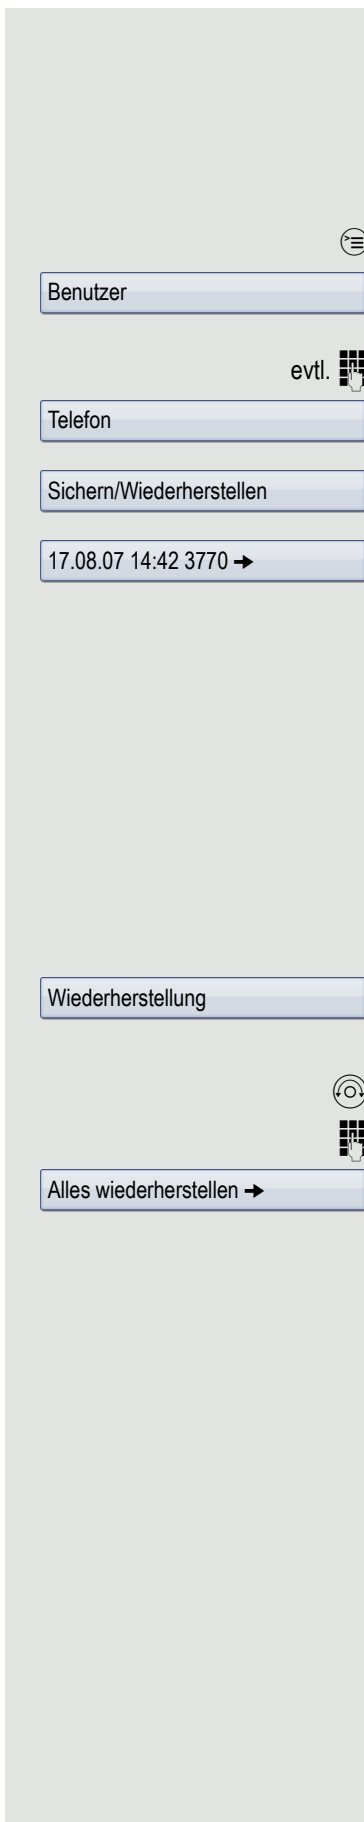 Benutzer
evtl.
Telefon
Sichern/Wiederherstellen
17.08.07 14:42 3770 →
Wiederherstellung
Alles wiederherstellen →